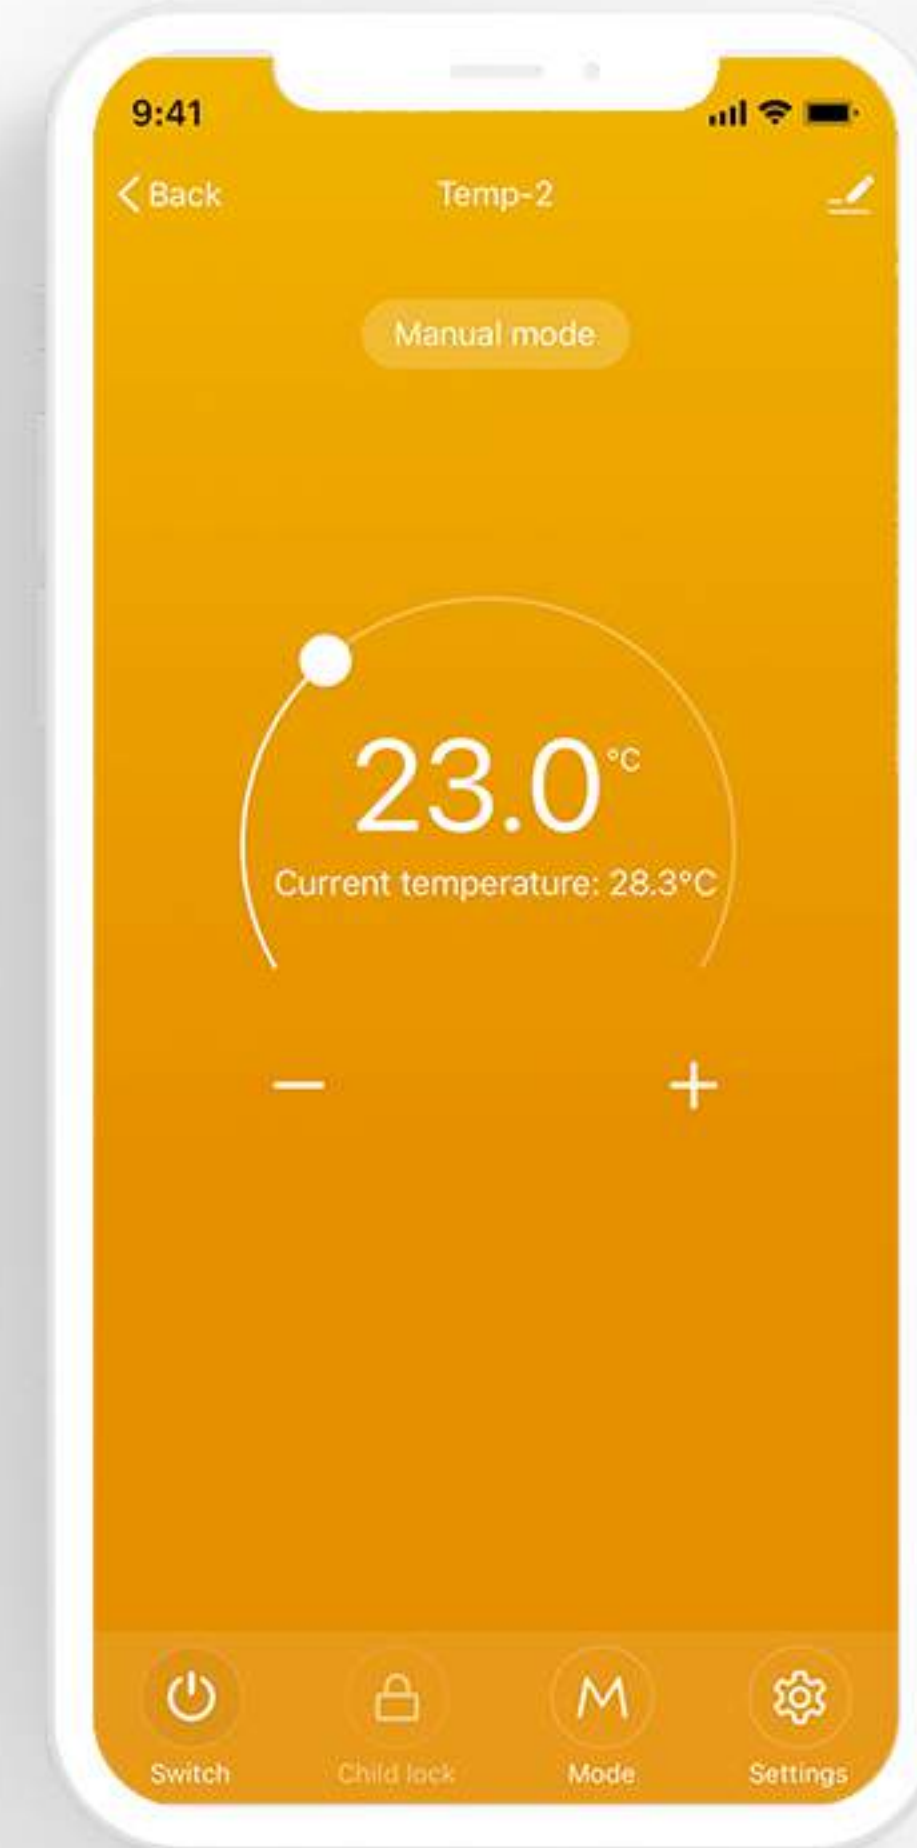 9:41
Back Temp-2
Manual mode
23.0°C
Current temperature: 28.3°C
Switch Child lock Mode Settings